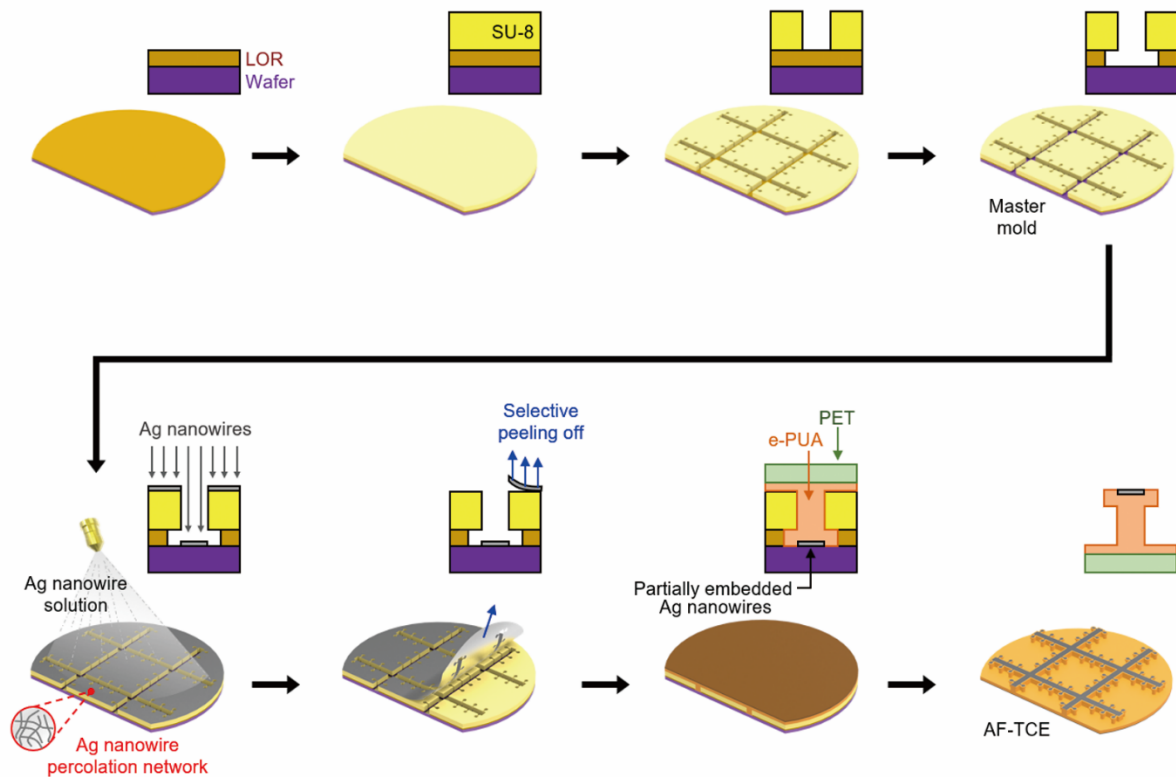 SU-8
LOR
Wafer
Master
mold
Ag nanowires
Selective
peeling off
PET
e-PUA
Ag nanowire
solution
Partially embedded
Ag nanowires
Ag nanowire
percolation network
AF-TCE